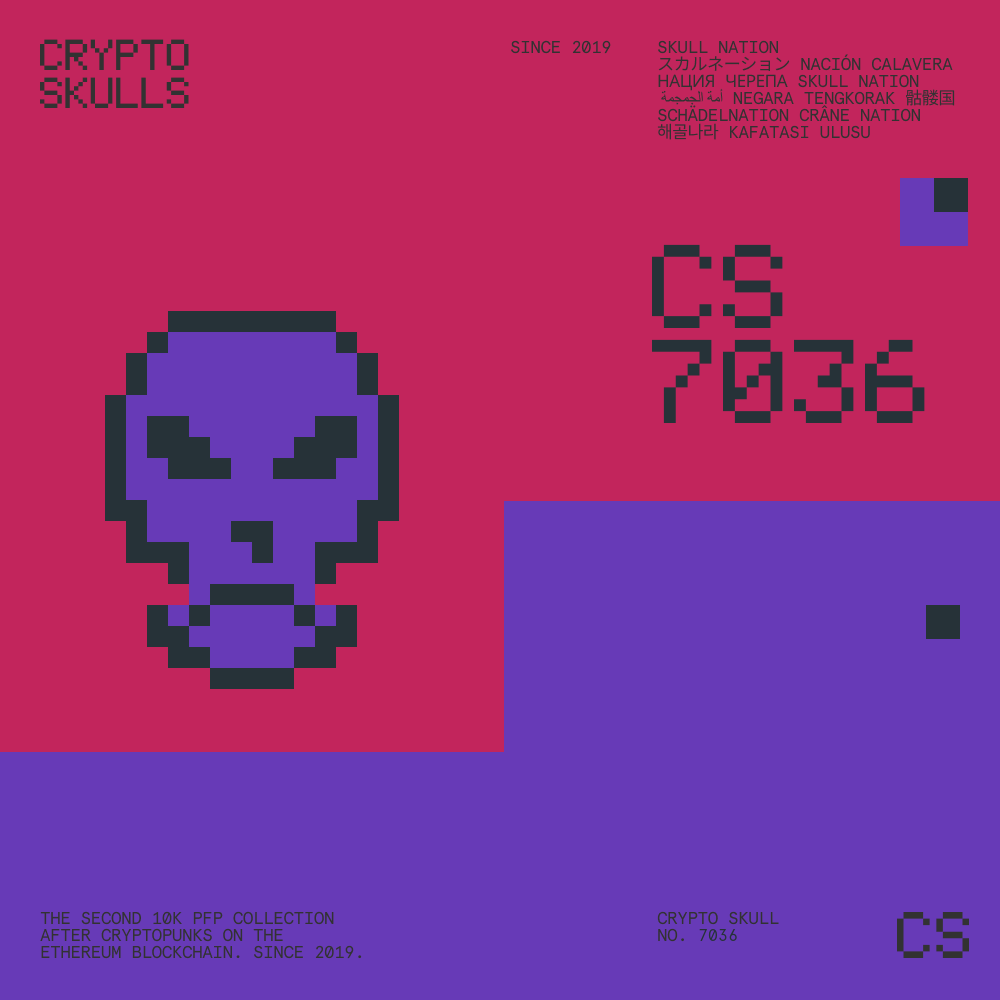 CRYPTO
SKULLS
SINCE 2019
SKULL NATION
スカルネーション NACIÓN CALAVERA
НАЦИЯ ЧЕРЕПА SKULL NATION
أمة الجمجمة NEGARA TENGKORAK 骷髅国
SCHÄDELNATION CRÂNE NATION
해골나라 KAFATASI ULUSU
CS
7036
THE SECOND 10K PFP COLLECTION
AFTER CRYPTOPUNKS ON THE
ETHEREUM BLOCKCHAIN. SINCE 2019.
CRYPTO SKULL
NO. 7036
CS